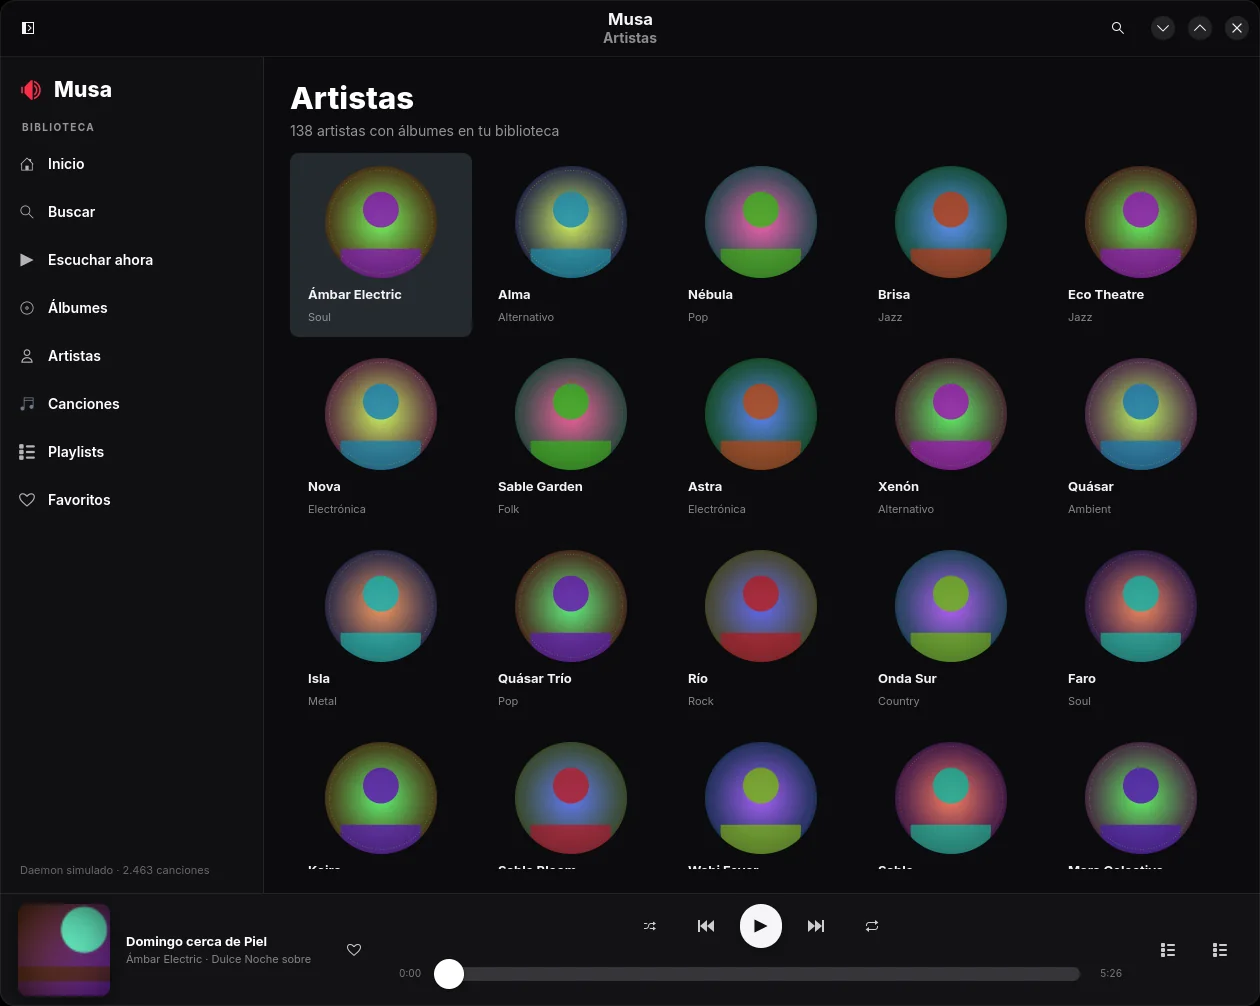 Musa
Artistas
Musa
BIBLIOTECA
Inicio
Buscar
Escuchar ahora
Álbumes
Artistas
Canciones
Playlists
Favoritos
Daemon simulado · 2.463 canciones
Artistas
138 artistas con álbumes en tu biblioteca
Ámbar Electric
Soul
Alma
Alternativo
Nébula
Pop
Brisa
Jazz
Eco Theatre
Jazz
Nova
Electrónica
Sable Garden
Folk
Astra
Electrónica
Xenón
Alternativo
Quásar
Ambient
Isla
Metal
Quásar Trío
Pop
Río
Rock
Onda Sur
Country
Faro
Soul
Domingo cerca de Piel
Ámbar Electric · Dulce Noche sobre
0:00
5:26